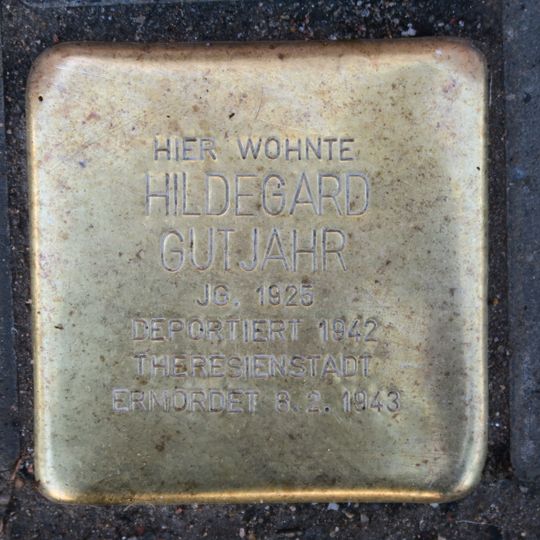 HIER WOHNTE
HILDEGARD
GUTJAHR
JG. 1925
DEPORTIERT 1942
THERESIENSTADT
ERMORDET 8.2.1943